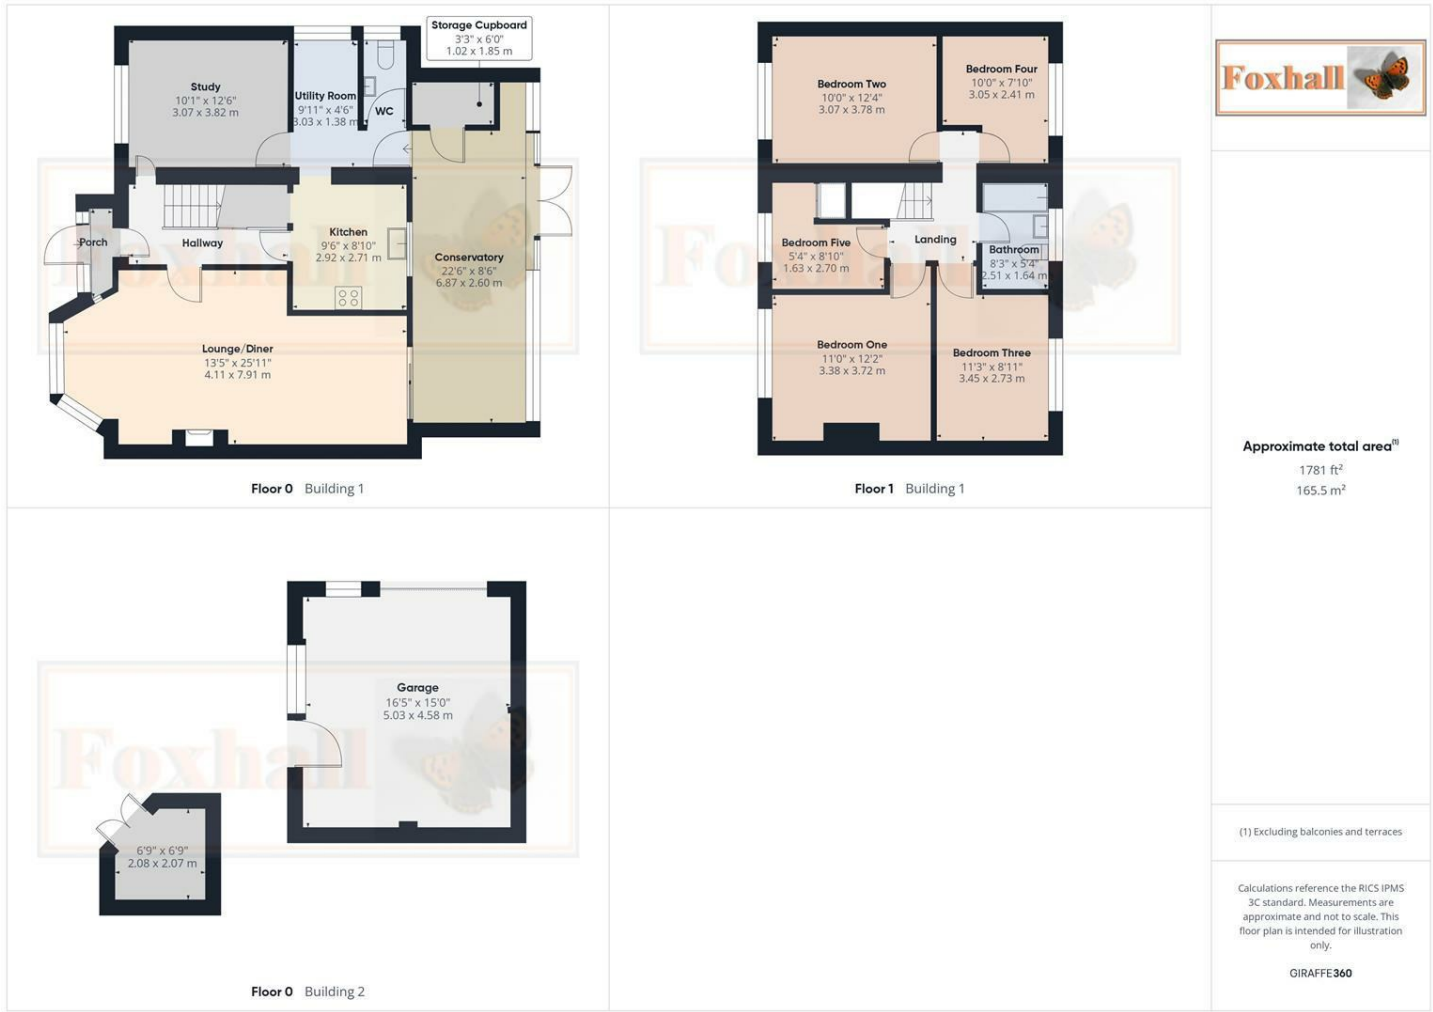 Storage Cupboard
3'3" x 6'0"
1.02 x 1.85 m
Study
10'1" x 12'6"
3.07 x 3.82 m
Utility Room
9'11" x 4'6"
3.03 x 1.38 m
WC
Porch
Hallway
Kitchen
9'6" x 8'10"
2.92 x 2.71 m
Conservatory
22'6" x 8'6"
6.87 x 2.60 m
Lounge/Diner
13'5" x 25'11"
4.11 x 7.91 m
Foxhall
Floor 0 Building 1
Bedroom Two
10'0" x 12'4"
3.07 x 3.78 m
Bedroom Four
10'0" x 7'10"
3.05 x 2.41 m
Bedroom Five
5'4" x 8'10"
1.63 x 2.70 m
Landing
Bathroom
8'3" x 5'4"
2.51 x 1.64 m
Bedroom One
11'0" x 12'2"
3.38 x 3.72 m
Bedroom Three
11'3" x 8'11"
3.45 x 2.73 m
Foxhall
Floor 1 Building 1
Garage
16'5" x 15'0"
5.03 x 4.58 m
Foxhall
6'9" x 6'9"
2.08 x 2.07 m
Floor 0 Building 2
Foxhall
Approximate total area(1)
1781 ft²
165.5 m²
(1) Excluding balconies and terraces
Calculations reference the RICS IPMS
3C standard. Measurements are
approximate and not to scale. This
floor plan is intended for illustration
only.
GIRAFFE360